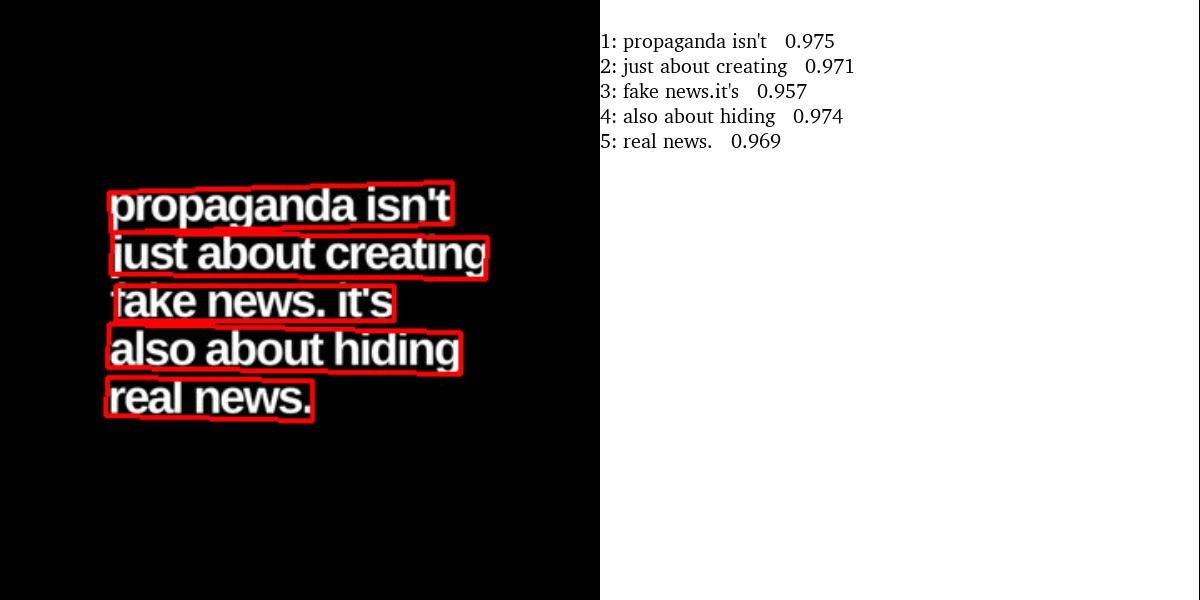 propaganda isn't
just about creating
fake news. it's
also about hiding
real news.
1: propaganda isn't 0.975
2: just about creating 0.971
3: fake news.it's 0.957
4: also about hiding 0.974
5: real news. 0.969